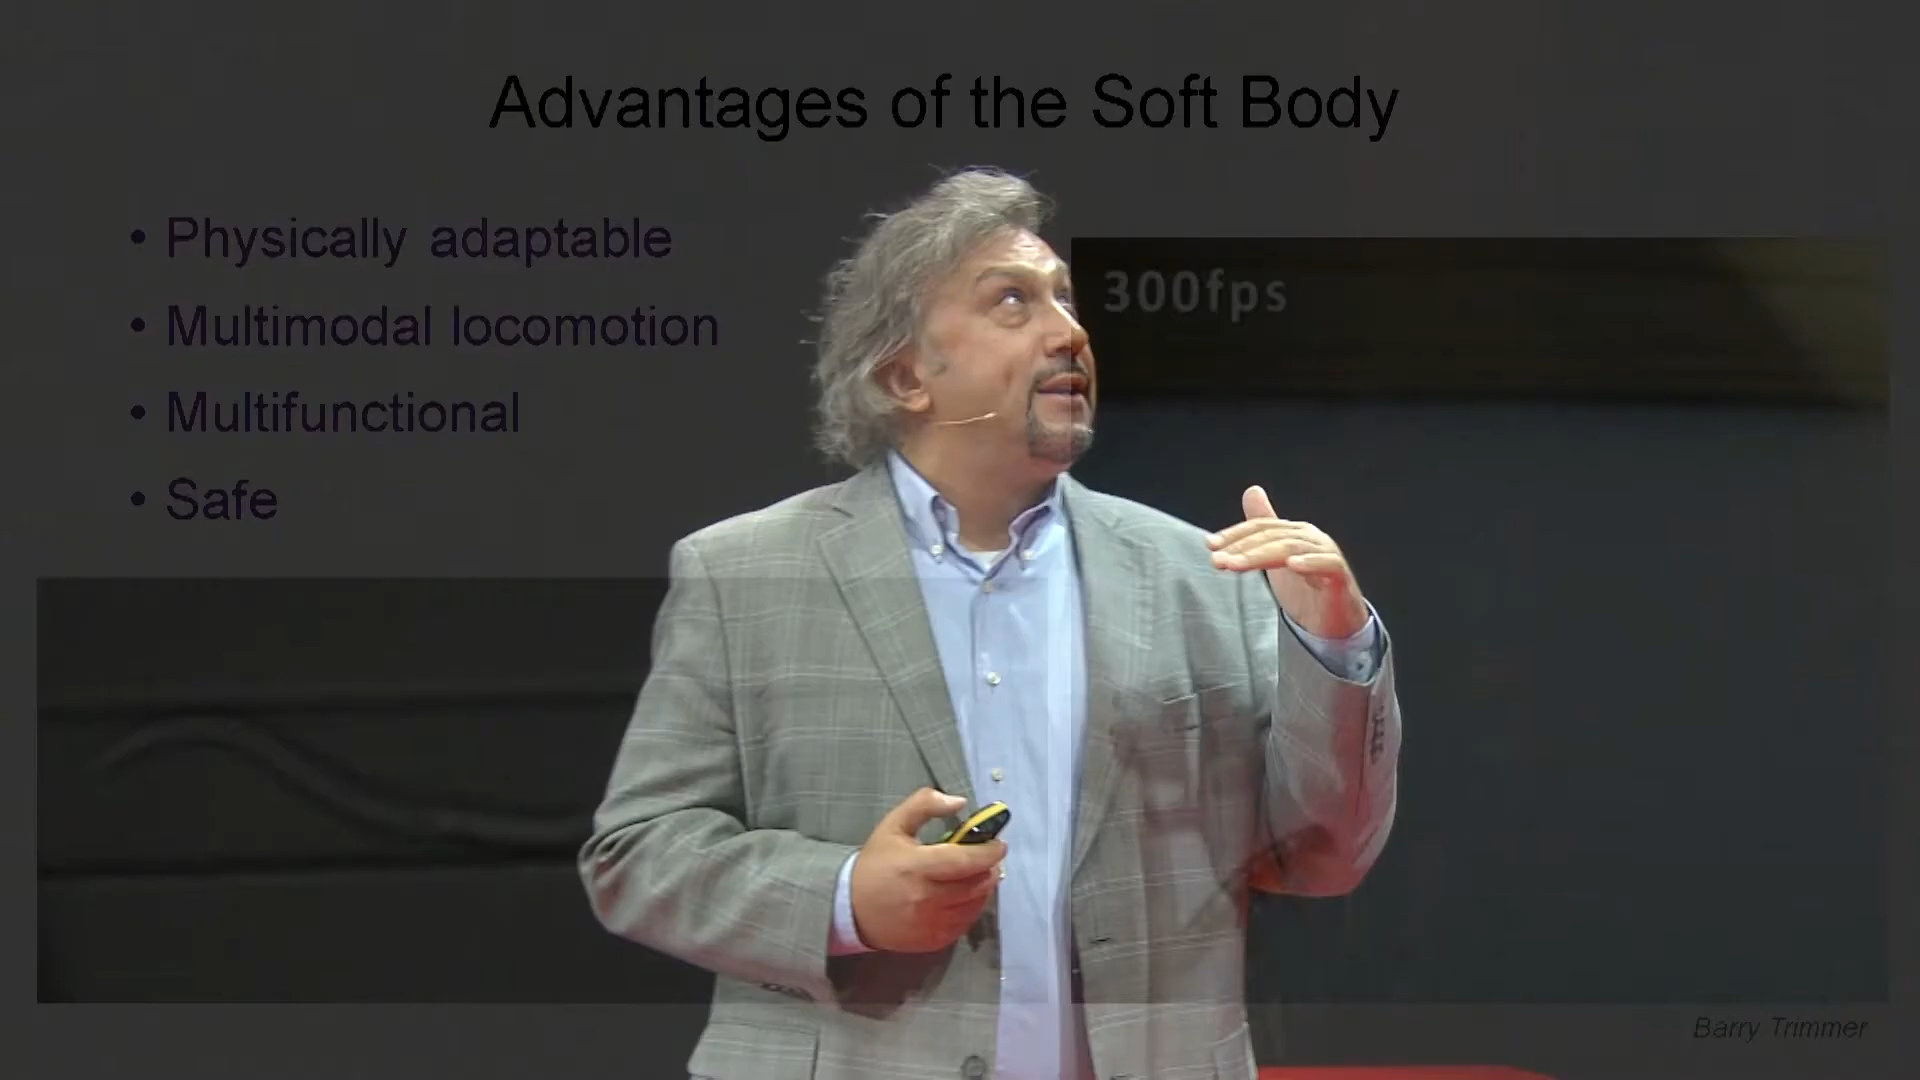 Advantages of the Soft Body
• Physically adaptable
• Multimodal locomotion
• Multifunctional
• Safe
300fps
Barry Trimmer